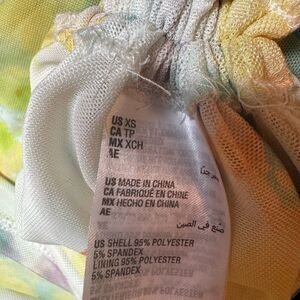 US XS
CA TP
MX XCH
AE
US MADE IN CHINA
CA FABRIQUÉ EN CHINE
MX HECHO EN CHINA
AE
صنع في الصين
US SHELL 95% POLYESTER
5% SPANDEX
LINING 95% POLYESTER
5% SPANDEX